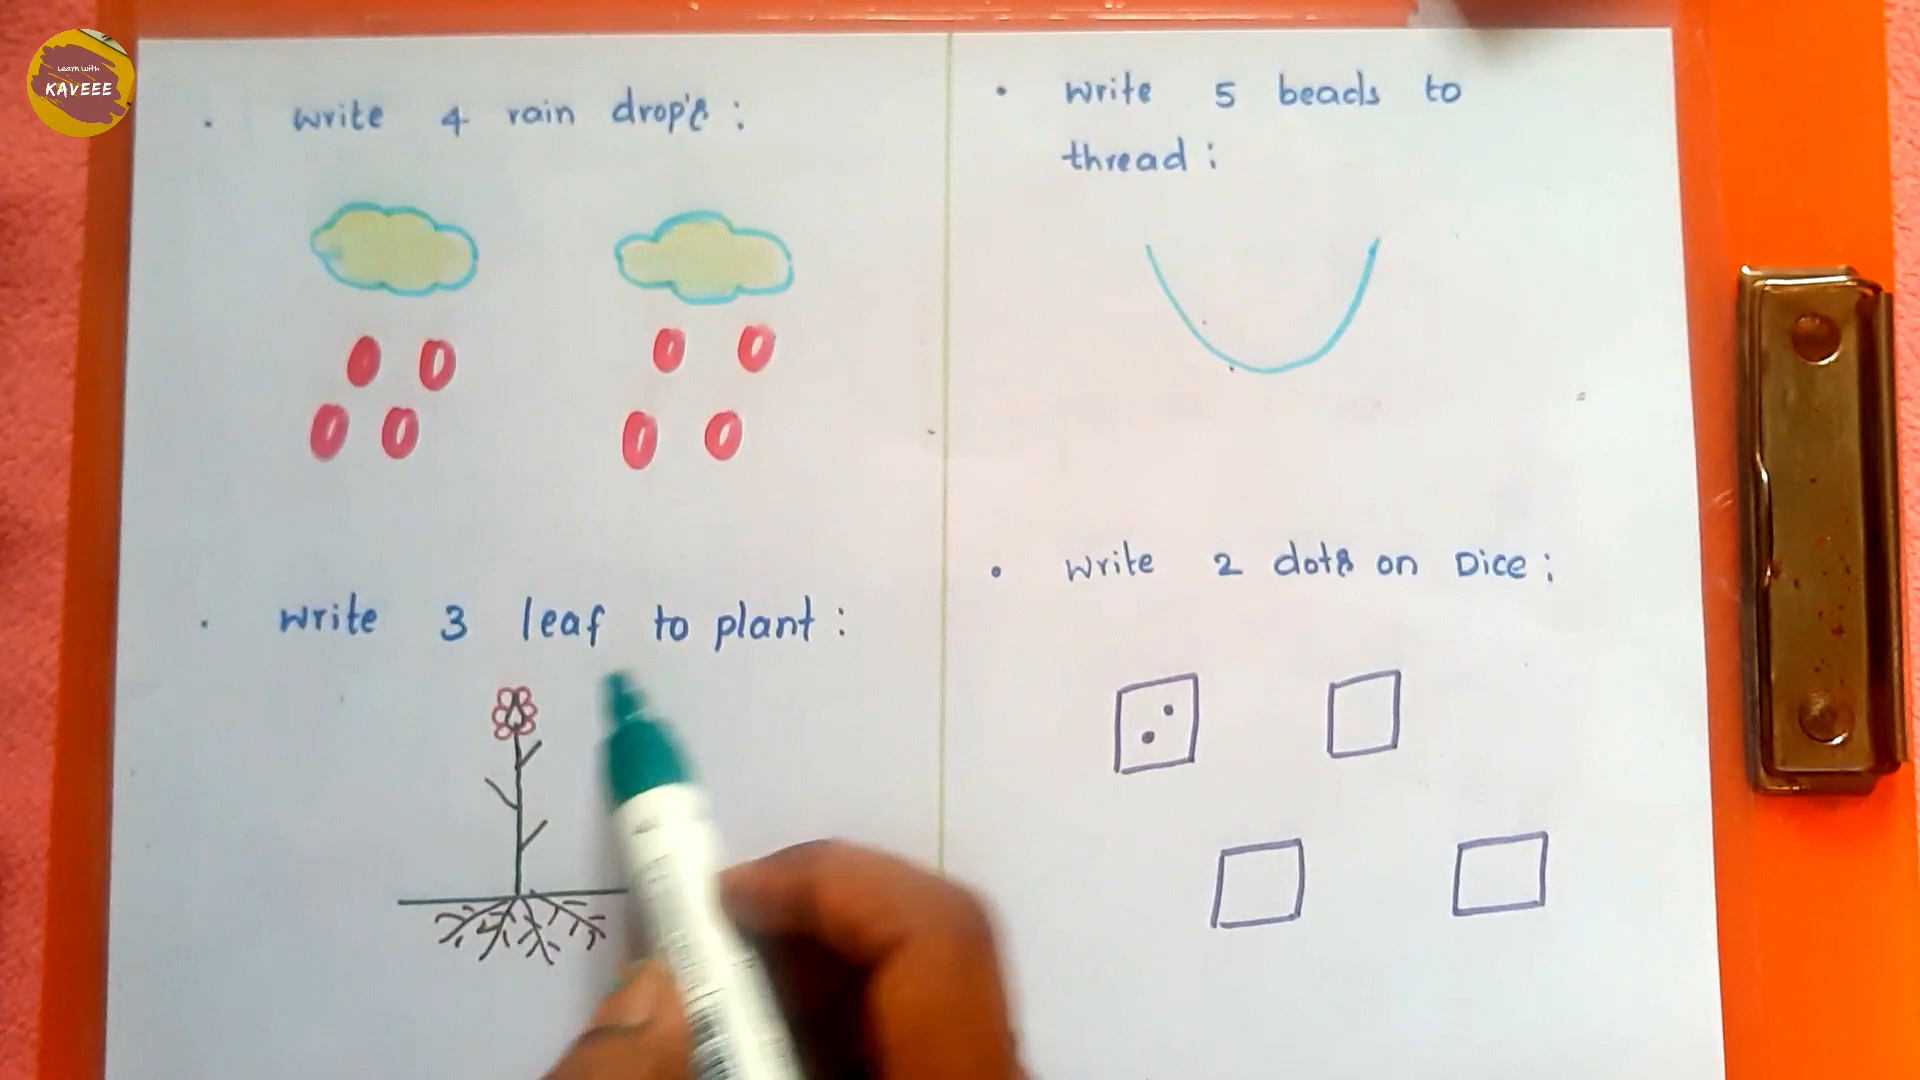 Learn with
KAVEEE
write 4 rain drop's :
write 3 leaf to plant :
write 5 beads to
thread :
write 2 dots on Dice :